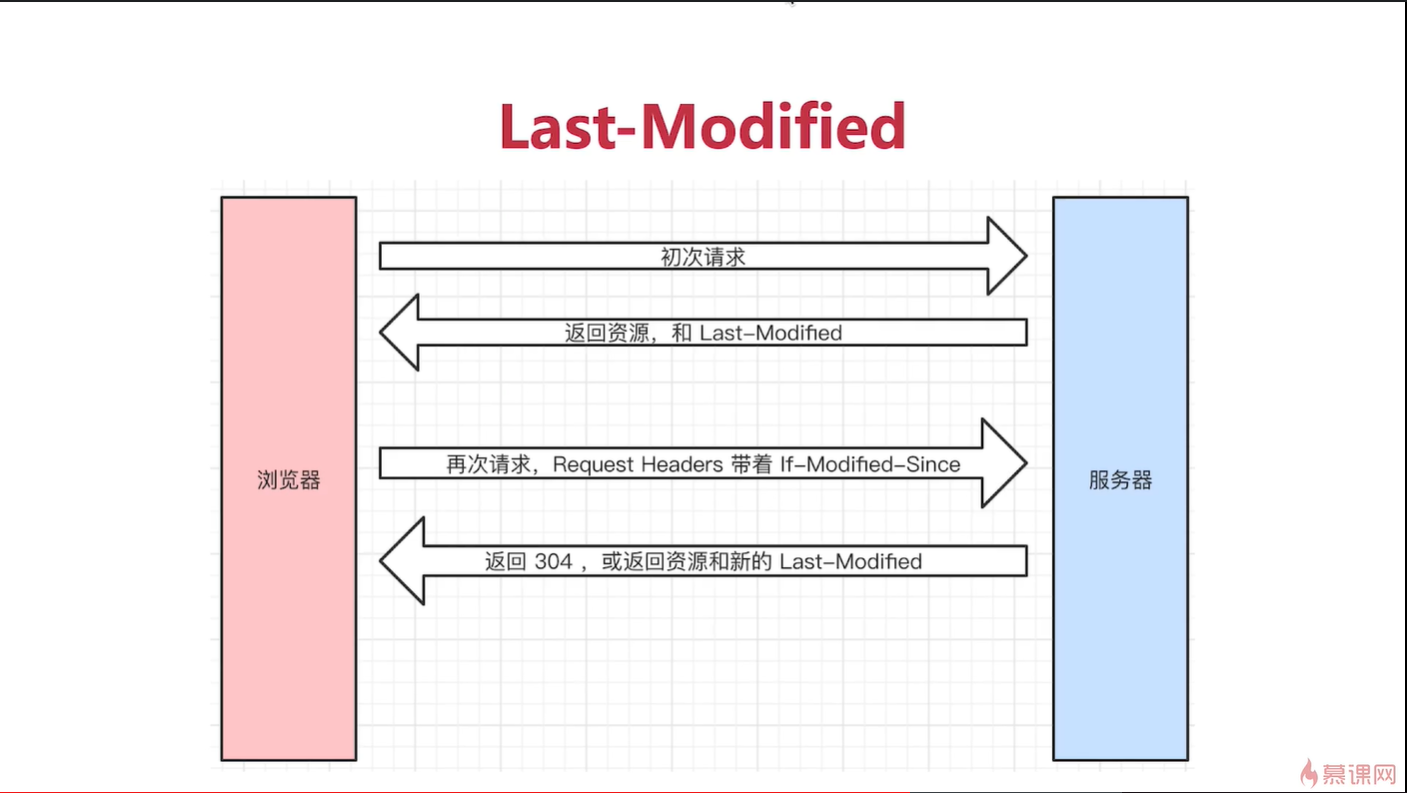 Last-Modified
初次请求
返回资源，和 Last-Modified
再次请求，Request Headers 带着 If-Modified-Since
浏览器
服务器
返回 304 ，或返回资源和新的 Last-Modified
慕课网